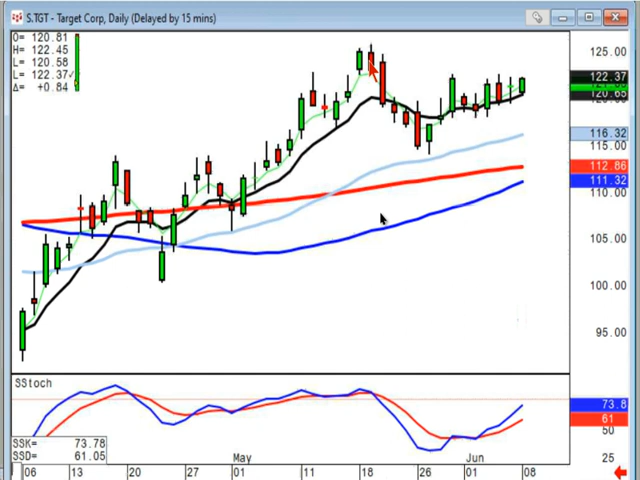 S.TGT - Target Corp, Daily (Delayed by 15 mins)
O= 120.81
H= 122.45
L= 120.58
L= 122.37
Δ= +0.84
125.00
122.37
120.65
116.32
115.00
112.86
111.32
110.00
105.00
100.00
95.00
SStoch
73.8
61
50
25
SSK= 73.78
SSD= 61.05
May
Jun
06
13
20
27
01
11
18
26
01
08